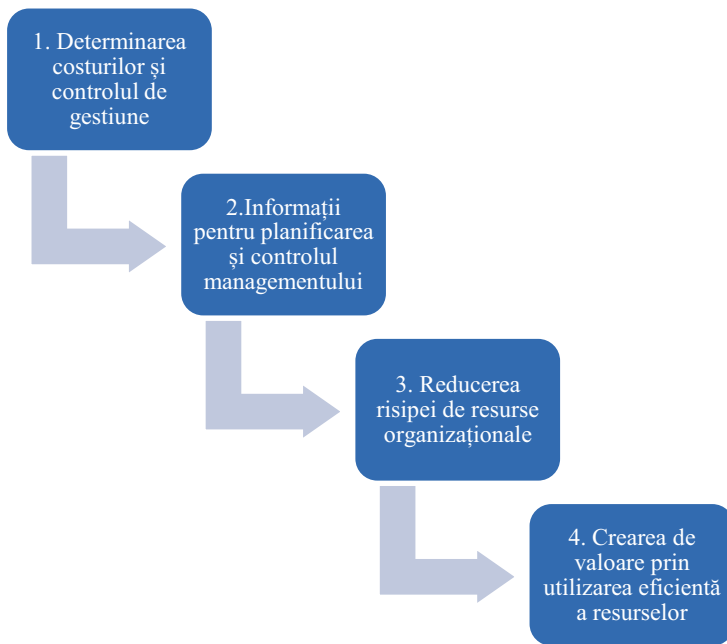 1. Determinarea
costurilor și
controlul de
gestiune
2.Informații
pentru planificarea
și controlul
managementului
3. Reducerea
risipei de resurse
organizaționale
4. Crearea de
valoare prin
utilizarea eficientă
a resurselor